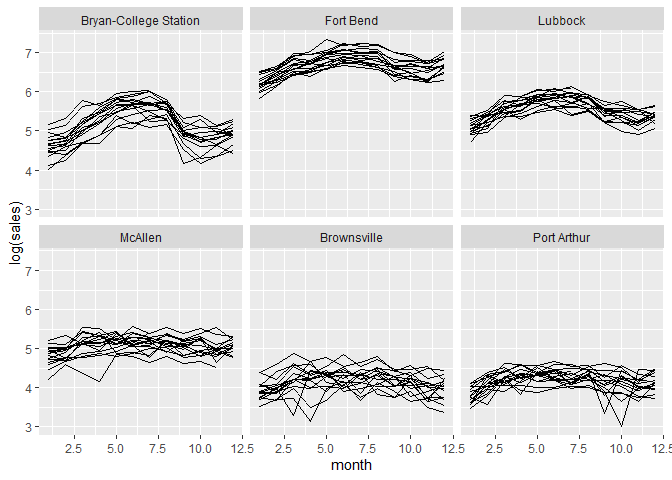 Bryan-College Station Fort Bend Lubbock
7
6
5
4
3
McAllen Brownsville Port Arthur
7
6
5
4
3
log(sales)
2.5 5.0 7.5 10.0 12.5 2.5 5.0 7.5 10.0 12.5 2.5 5.0 7.5 10.0 12.5
month